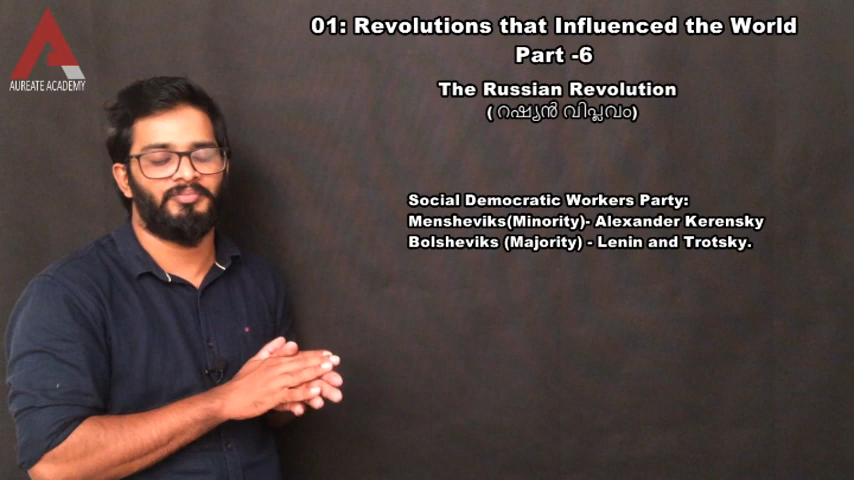 AUREATE ACADEMY
01: Revolutions that Influenced the World
Part -6
The Russian Revolution
( റഷ്യൻ വിപ്ലവം)
Social Democratic Workers Party:
Mensheviks(Minority)- Alexander Kerensky
Bolsheviks (Majority) - Lenin and Trotsky.